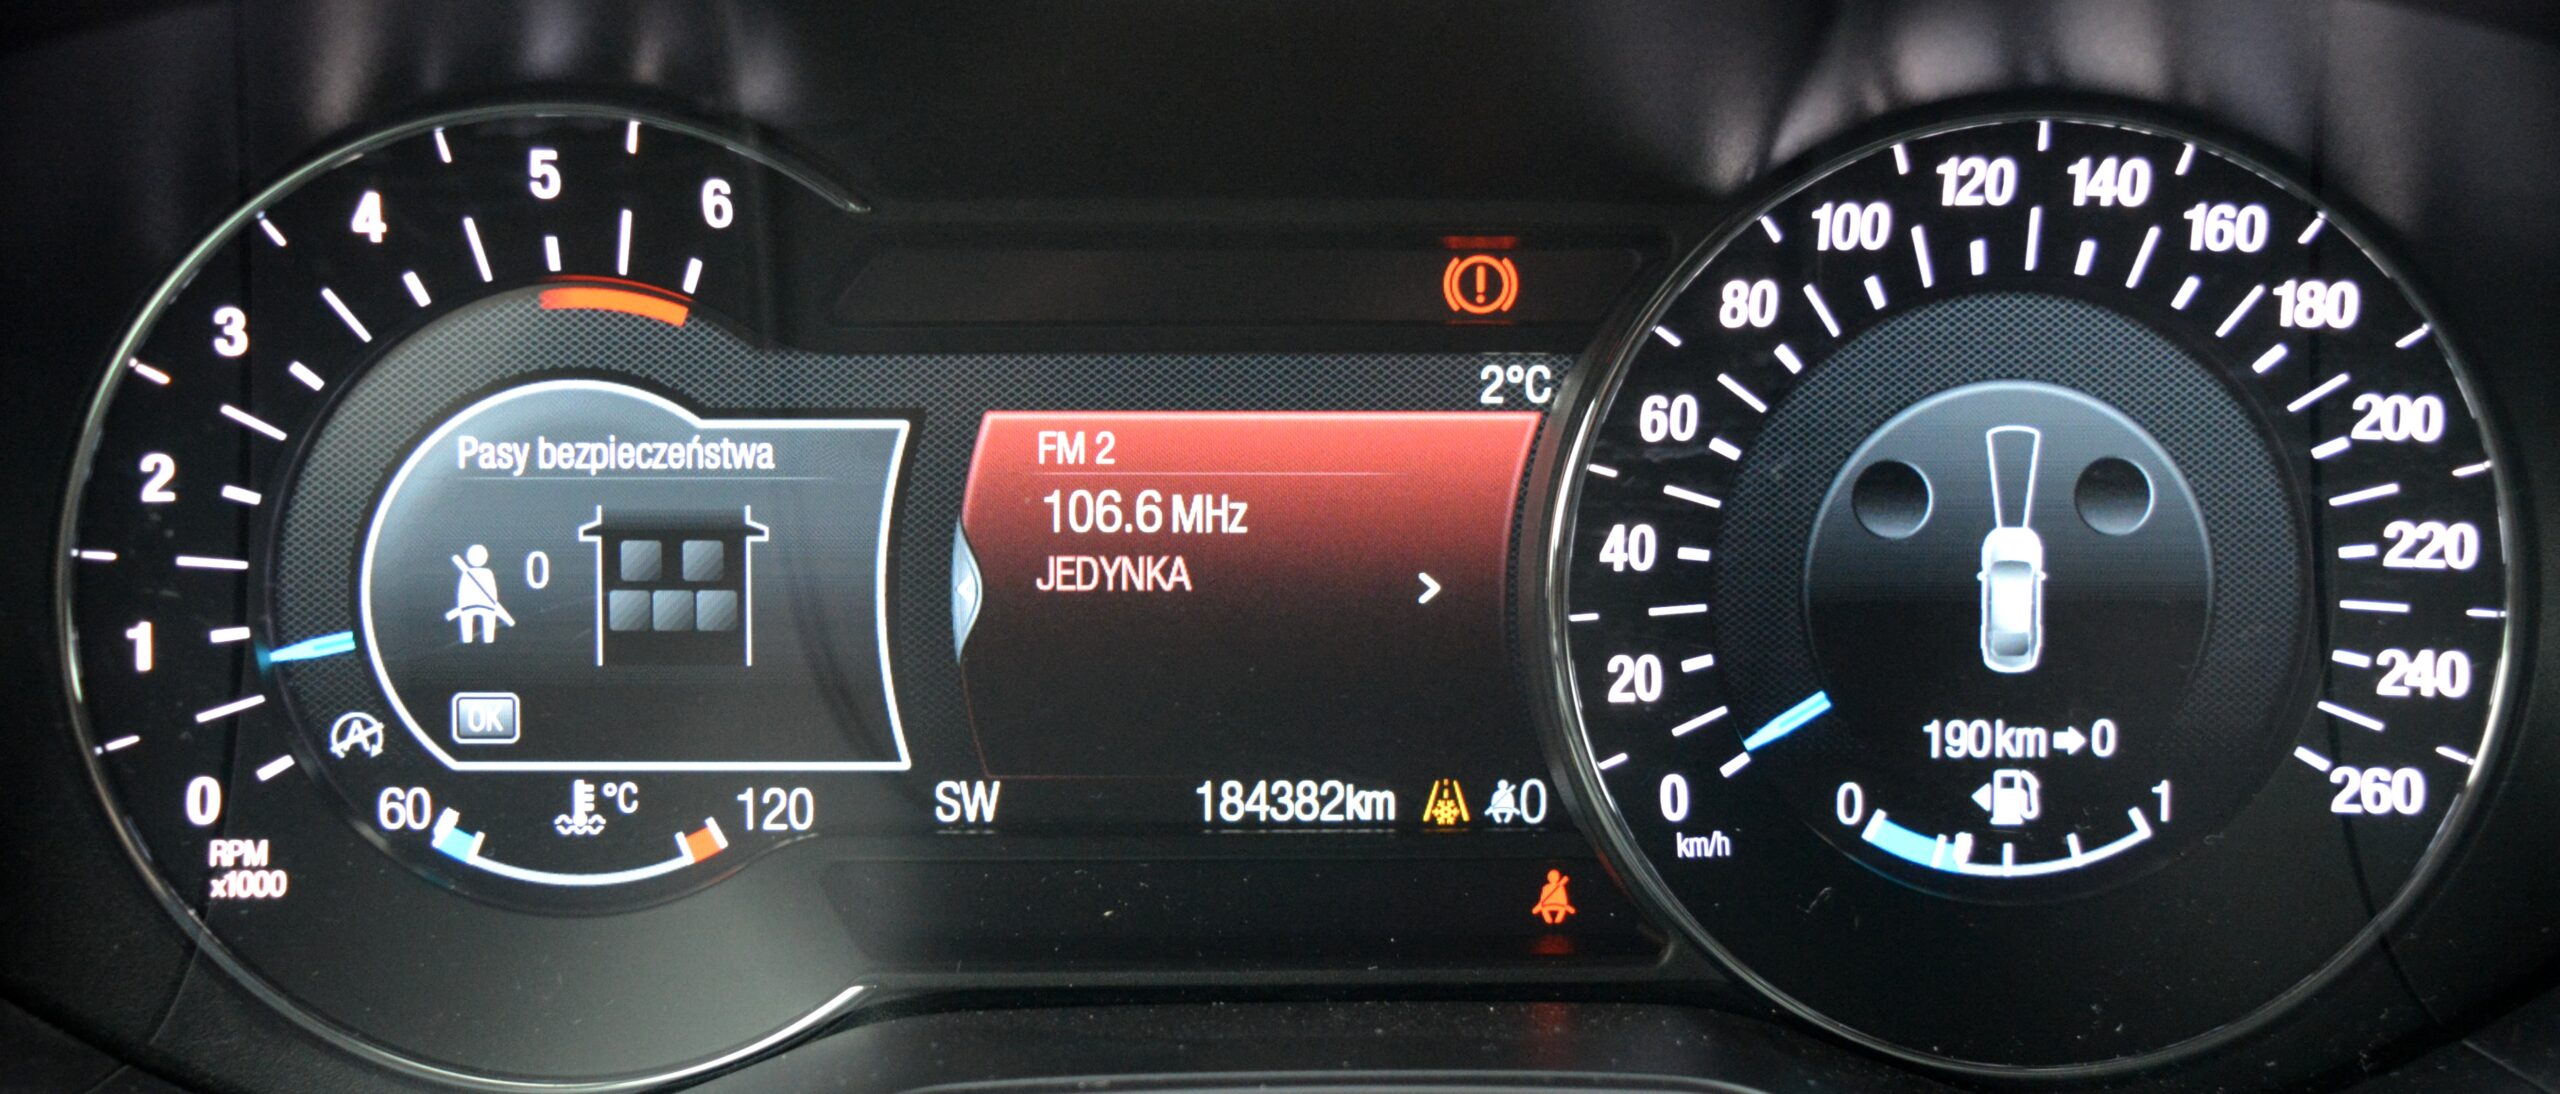 0
1
2
3
4
5
6
RPM
x1000
Pasy bezpieczeństwa
0
OK
A
60
°C
120
2°C
FM 2
106.6 MHz
JEDYNKA
SW
184382km
0
0
20
40
60
80
100
120
140
160
180
200
220
240
260
km/h
190km→0
0
1